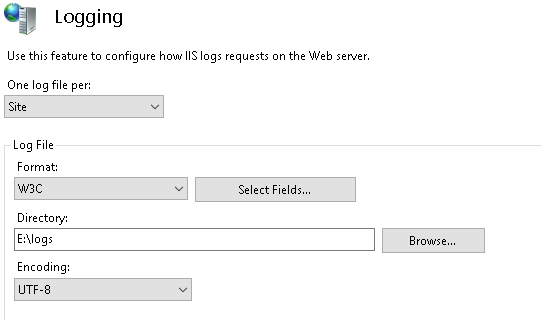 Logging
Use this feature to configure how IIS logs requests on the Web server.
One log file per:
Site
Log File
Format:
W3C
Select Fields...
Directory:
E:\logs
Browse...
Encoding:
UTF-8